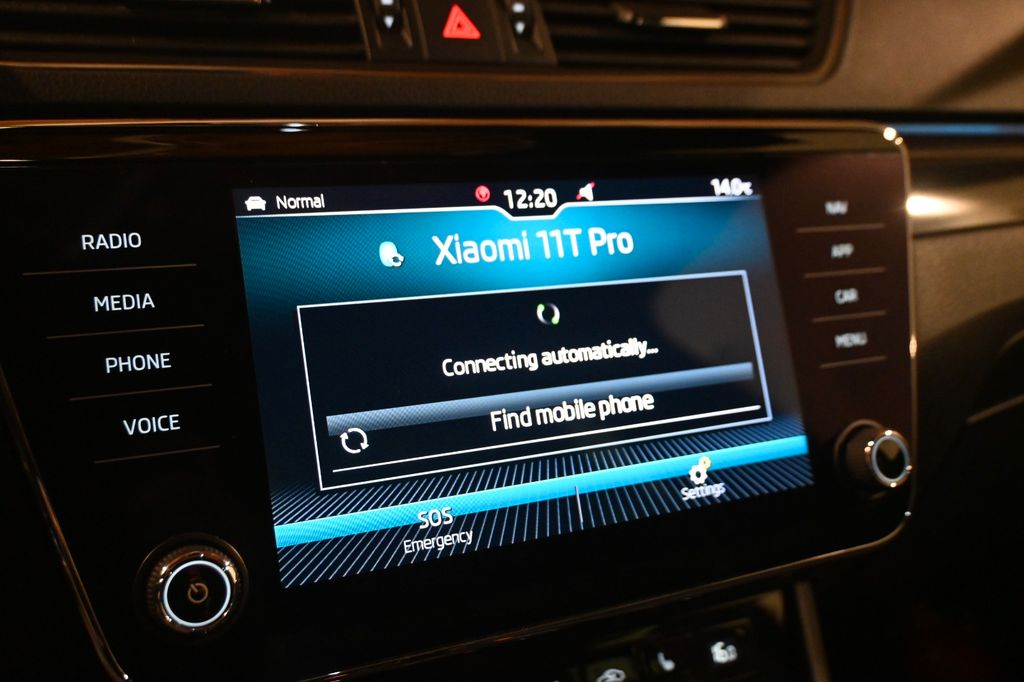 Normal
12:20
14.0°C
RADIO
MEDIA
PHONE
VOICE
Xiaomi 11T Pro
Connecting automatically...
Find mobile phone
SOS
Emergency
Settings
NAV
APP
CAR
MENU